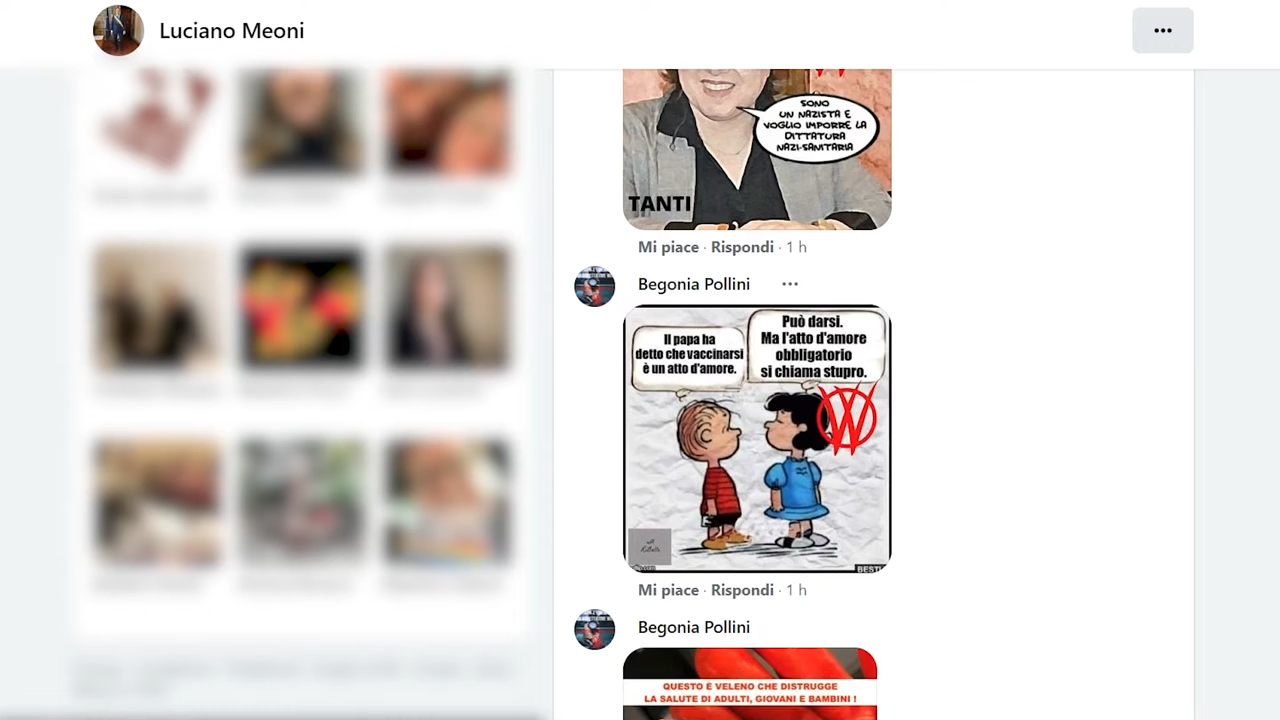 Luciano Meoni
SONO
UN NAZISTA E
VOGLIO IMPORRE LA
DITTATURA
NAZI-SANITARIA
TANTI
Mi piace · Rispondi · 1 h
Begonia Pollini
Il papa ha
detto che vaccinarsi
è un atto d'amore.
Può darsi.
Ma l'atto d'amore
obbligatorio
si chiama stupro.
W
BESTI
Mi piace · Rispondi · 1 h
Begonia Pollini
QUESTO È VELENO CHE DISTRUGGE
LA SALUTE DI ADULTI, GIOVANI E BAMBINI !